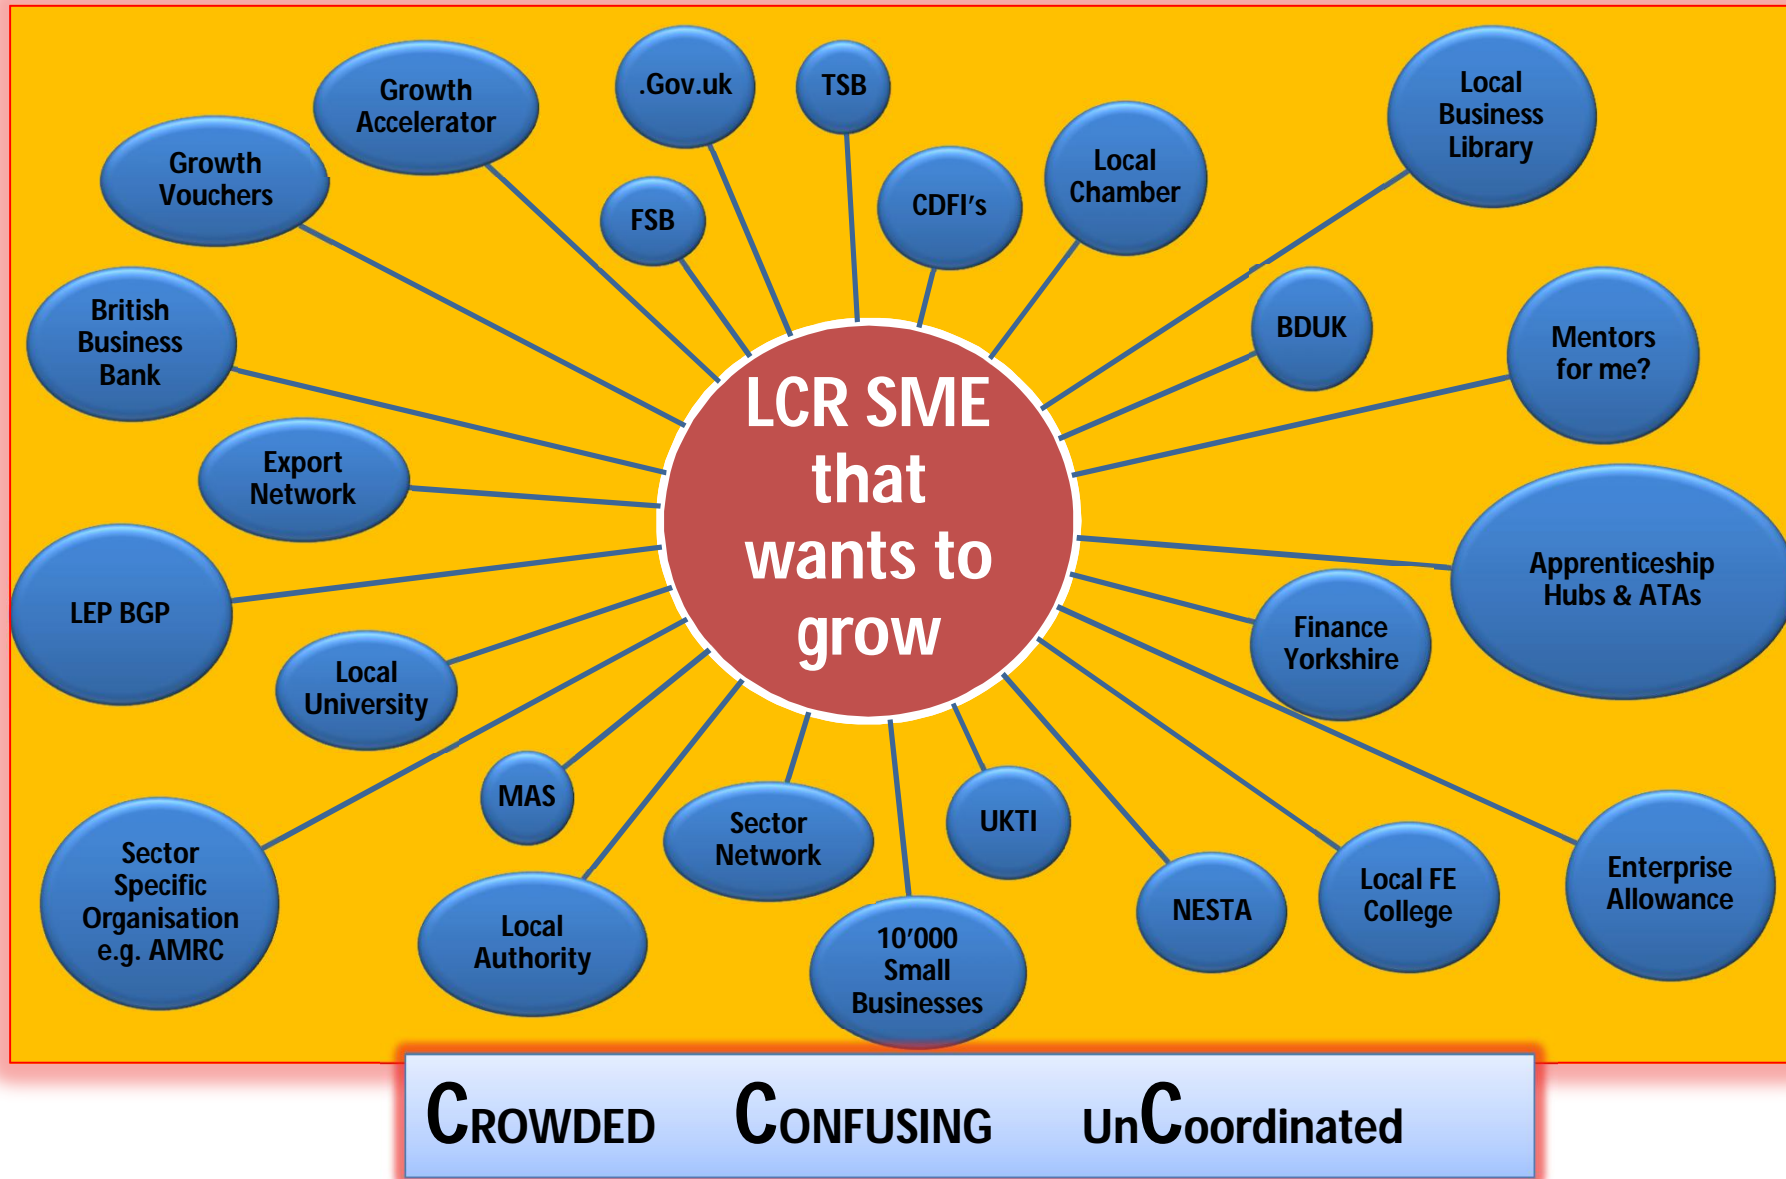 Growth
Accelerator
.Gov.uk
TSB
Local
Business
Library
Growth
Vouchers
FSB
CDFI's
Local
Chamber
British
Business
Bank
BDUK
Mentors
for me?
Export
Network
LCR SME
that
wants to
grow
LEP BGP
Local
University
Apprenticeship
Hubs & ATAs
Finance
Yorkshire
MAS
Sector
Network
UKTI
Sector
Specific
Organisation
e.g. AMRC
Local
Authority
10'000
Small
Businesses
NESTA
Local FE
College
Enterprise
Allowance
CROWDED CONFUSING UnCoordinated